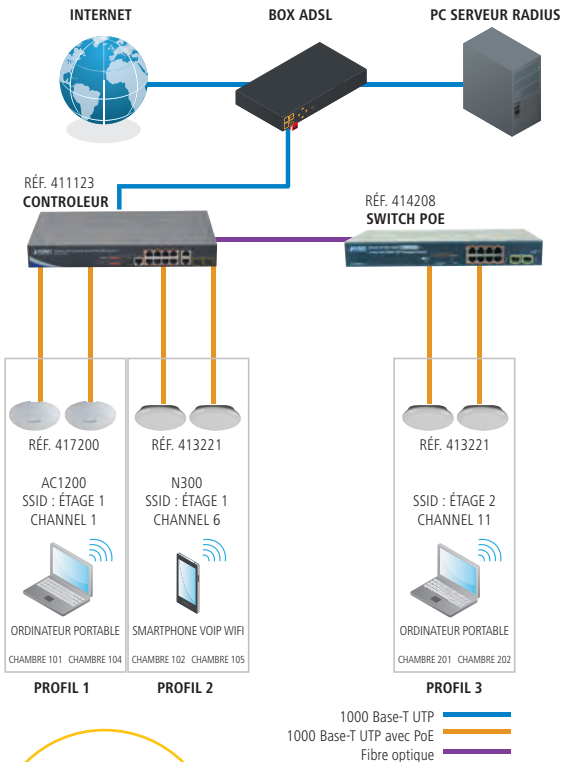 INTERNET
BOX ADSL
PC SERVEUR RADIUS
RÉF. 411123
CONTROLEUR
RÉF. 414208
SWITCH POE
RÉF. 417200
AC1200
SSID : ÉTAGE 1
CHANNEL 1
ORDINATEUR PORTABLE
CHAMBRE 101 CHAMBRE 104
PROFIL 1
RÉF. 413221
N300
SSID : ÉTAGE 1
CHANNEL 6
SMARTPHONE VOIP WIFI
CHAMBRE 102 CHAMBRE 105
PROFIL 2
RÉF. 413221
SSID : ÉTAGE 2
CHANNEL 11
ORDINATEUR PORTABLE
CHAMBRE 201 CHAMBRE 202
PROFIL 3
1000 Base-T UTP
1000 Base-T UTP avec PoE
Fibre optique